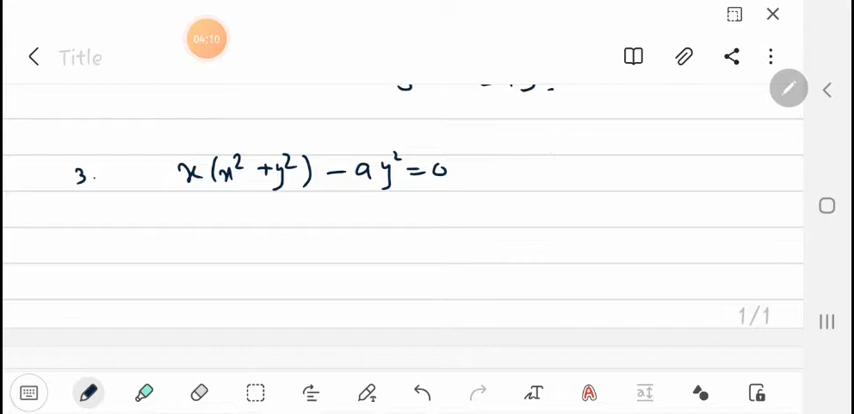 04:10
Title
3. x(x² + y²) – ay² = 0
1/1